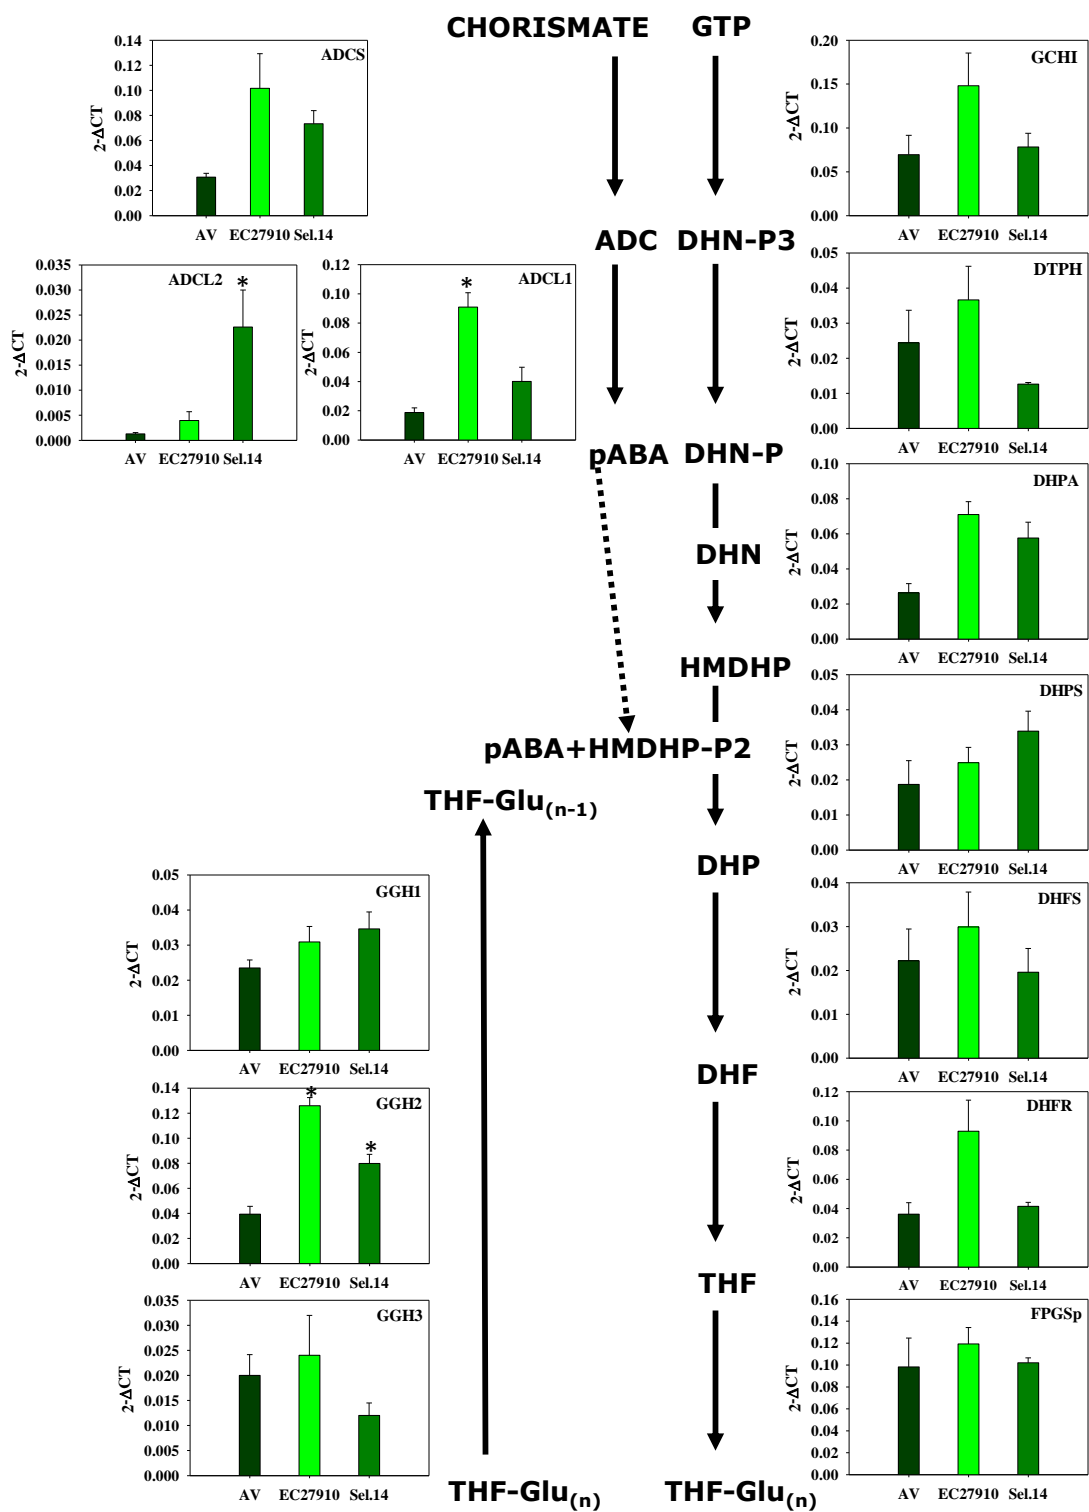 CHORISMATE GTP
ADCS
2-ΔCT
0.14
0.12
0.10
0.08
0.06
0.04
0.02
0.00
AV EC27910 Sel.14
GCHI
2-ΔCT
0.20
0.15
0.10
0.05
0.00
AV EC27910 Sel.14
ADC DHN-P3
ADCL2
2-ΔCT
0.035
0.030
0.025
0.020
0.015
0.010
0.005
0.000
*
AV EC27910 Sel.14
ADCL1
2-ΔCT
0.12
0.10
0.08
0.06
0.04
0.02
0.00
*
AV EC27910 Sel.14
DTPH
2-ΔCT
0.05
0.04
0.03
0.02
0.01
0.00
AV EC27910 Sel.14
pABA DHN-P
DHPA
2-ΔCT
0.10
0.08
0.06
0.04
0.02
0.00
AV EC27910 Sel.14
DHN
HMDHP
DHPS
2-ΔCT
0.05
0.04
0.03
0.02
0.01
0.00
AV EC27910 Sel.14
pABA+HMDHP-P2
THF-Glu(n-1)
DHP
GGH1
2-ΔCT
0.05
0.04
0.03
0.02
0.01
0.00
AV EC27910 Sel.14
DHFS
2-ΔCT
0.04
0.03
0.02
0.01
0.00
AV EC27910 Sel.14
DHF
GGH2
2-ΔCT
0.14
0.12
0.10
0.08
0.06
0.04
0.02
0.00
*
*
AV EC27910 Sel.14
DHFR
2-ΔCT
0.12
0.10
0.08
0.06
0.04
0.02
0.00
AV EC27910 Sel.14
THF
GGH3
2-ΔCT
0.035
0.030
0.025
0.020
0.015
0.010
0.005
0.000
AV EC27910 Sel.14
FPGSp
2-ΔCT
0.16
0.14
0.12
0.10
0.08
0.06
0.04
0.02
0.00
AV EC27910 Sel.14
THF-Glu(n) THF-Glu(n)